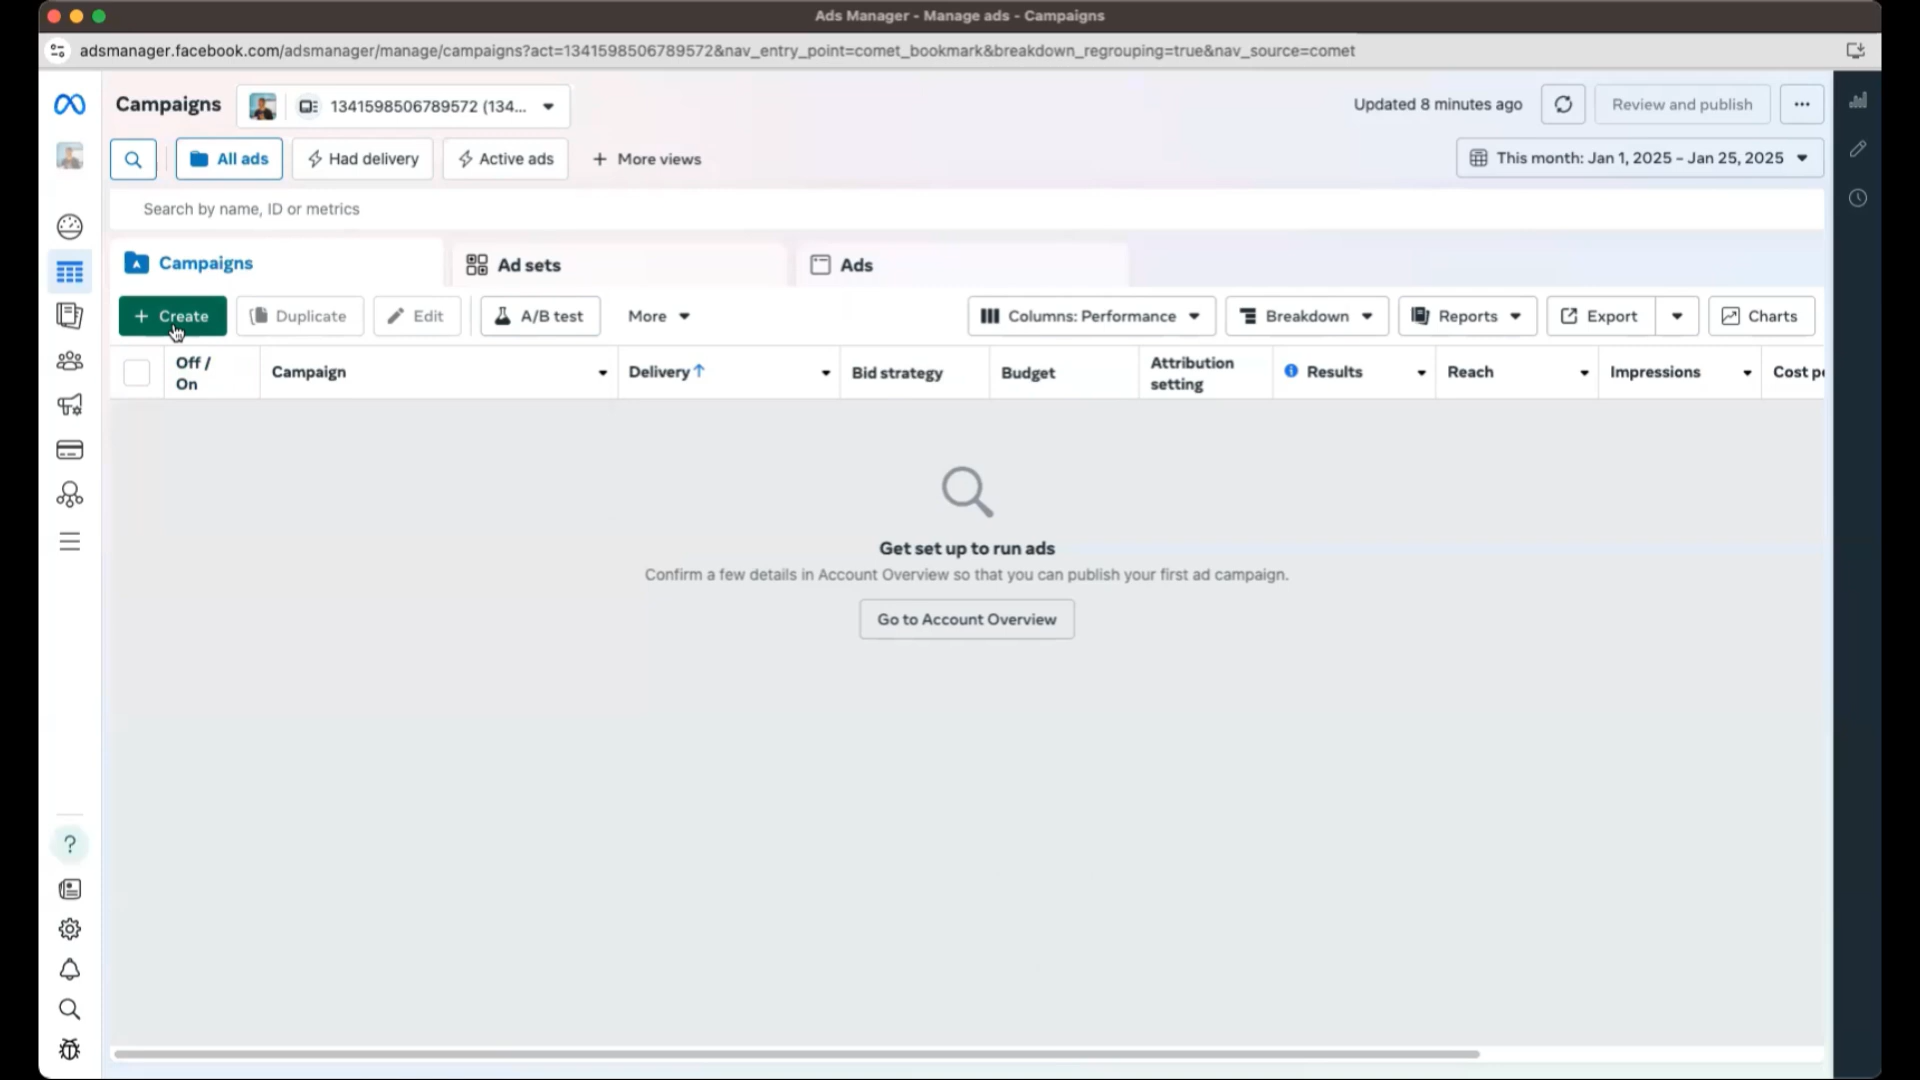 Ads Manager - Manage ads - Campaigns
adsmanager.facebook.com/adsmanager/manage/campaigns?act=1341598506789572&nav_entry_point=comet_bookmark&breakdown_regrouping=true&nav_source=comet
Campaigns 1341598506789572 (134... Updated 8 minutes ago Review and publish
All ads Had delivery Active ads + More views This month: Jan 1, 2025 – Jan 25, 2025
Search by name, ID or metrics
Campaigns Ad sets Ads
+ Create Duplicate Edit A/B test More Columns: Performance Breakdown Reports Export Charts
Off / On Campaign Delivery↑ Bid strategy Budget Attribution setting Results Reach Impressions Cost pe
Get set up to run ads
Confirm a few details in Account Overview so that you can publish your first ad campaign.
Go to Account Overview